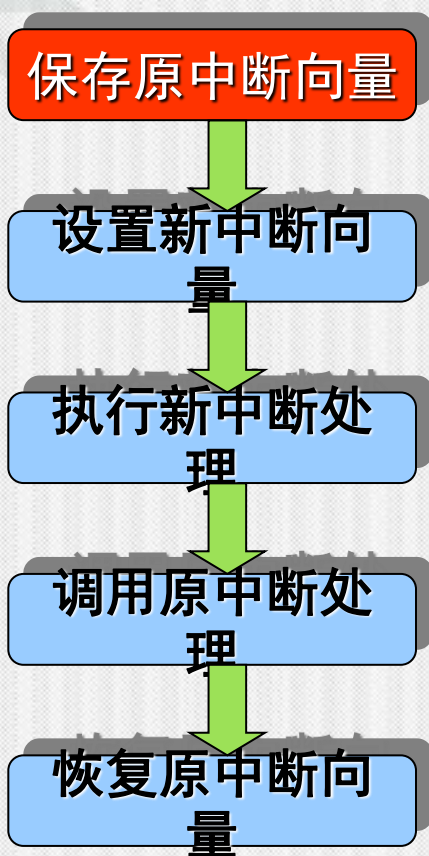 保存原中断向量
设置新中断向
量
执行新中断处
理
调用原中断处
理
恢复原中断向
量